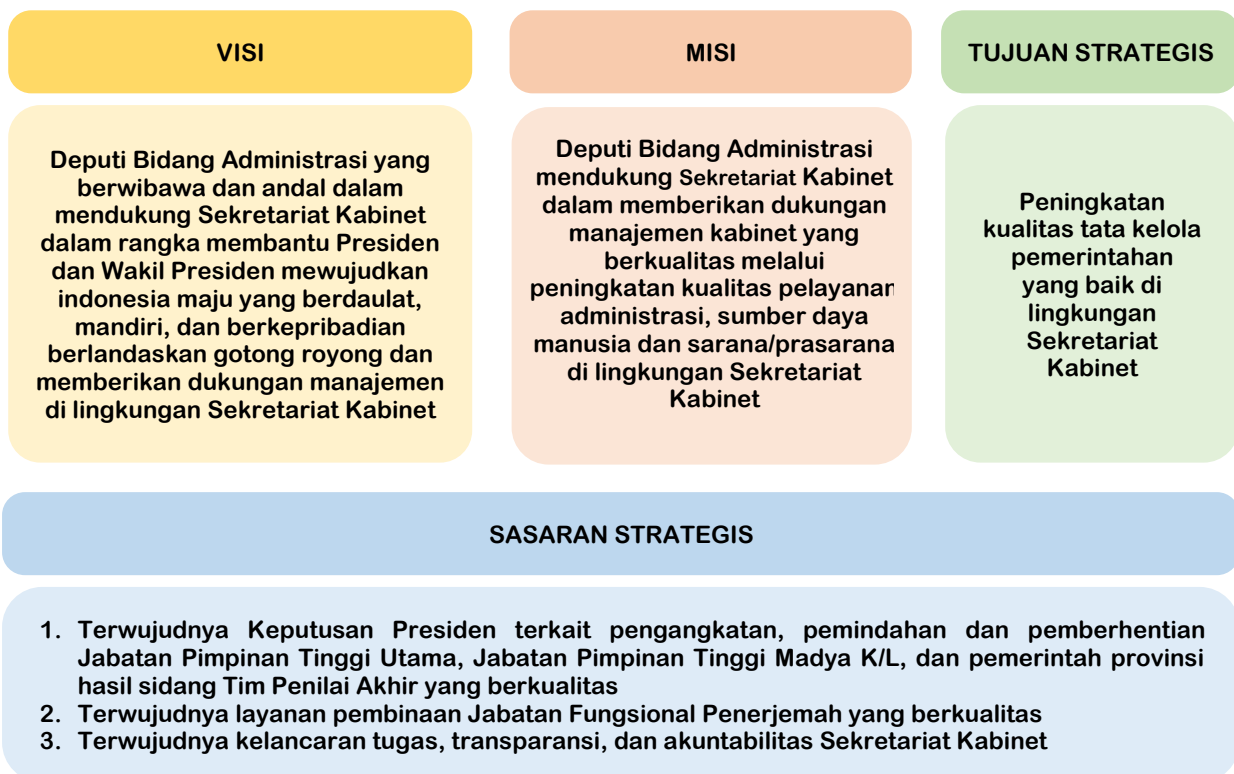 VISI
Deputi Bidang Administrasi yang
berwibawa dan andal dalam
mendukung Sekretariat Kabinet
dalam rangka membantu Presiden
dan Wakil Presiden mewujudkan
indonesia maju yang berdaulat,
mandiri, dan berkepribadian
berlandaskan gotong royong dan
memberikan dukungan manajemen
di lingkungan Sekretariat Kabinet
MISI
Deputi Bidang Administrasi
mendukung Sekretariat Kabinet
dalam memberikan dukungan
manajemen kabinet yang
berkualitas melalui
peningkatan kualitas pelayanan
administrasi, sumber daya
manusia dan sarana/prasarana
di lingkungan Sekretariat
Kabinet
TUJUAN STRATEGIS
Peningkatan
kualitas tata kelola
pemerintahan
yang baik di
lingkungan
Sekretariat
Kabinet
SASARAN STRATEGIS
1. Terwujudnya Keputusan Presiden terkait pengangkatan, pemindahan dan pemberhentian
Jabatan Pimpinan Tinggi Utama, Jabatan Pimpinan Tinggi Madya K/L, dan pemerintah provinsi
hasil sidang Tim Penilai Akhir yang berkualitas
2. Terwujudnya layanan pembinaan Jabatan Fungsional Penerjemah yang berkualitas
3. Terwujudnya kelancaran tugas, transparansi, dan akuntabilitas Sekretariat Kabinet